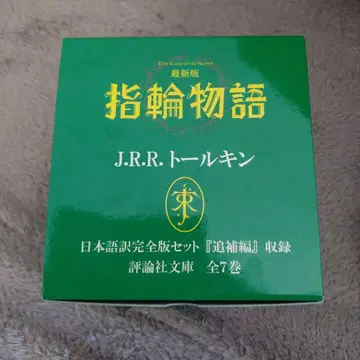 The Lord of the Rings
最新版
指輪物語
J.R.R.トールキン
日本語訳完全版セット『追補編』収録
評論社文庫 全7巻